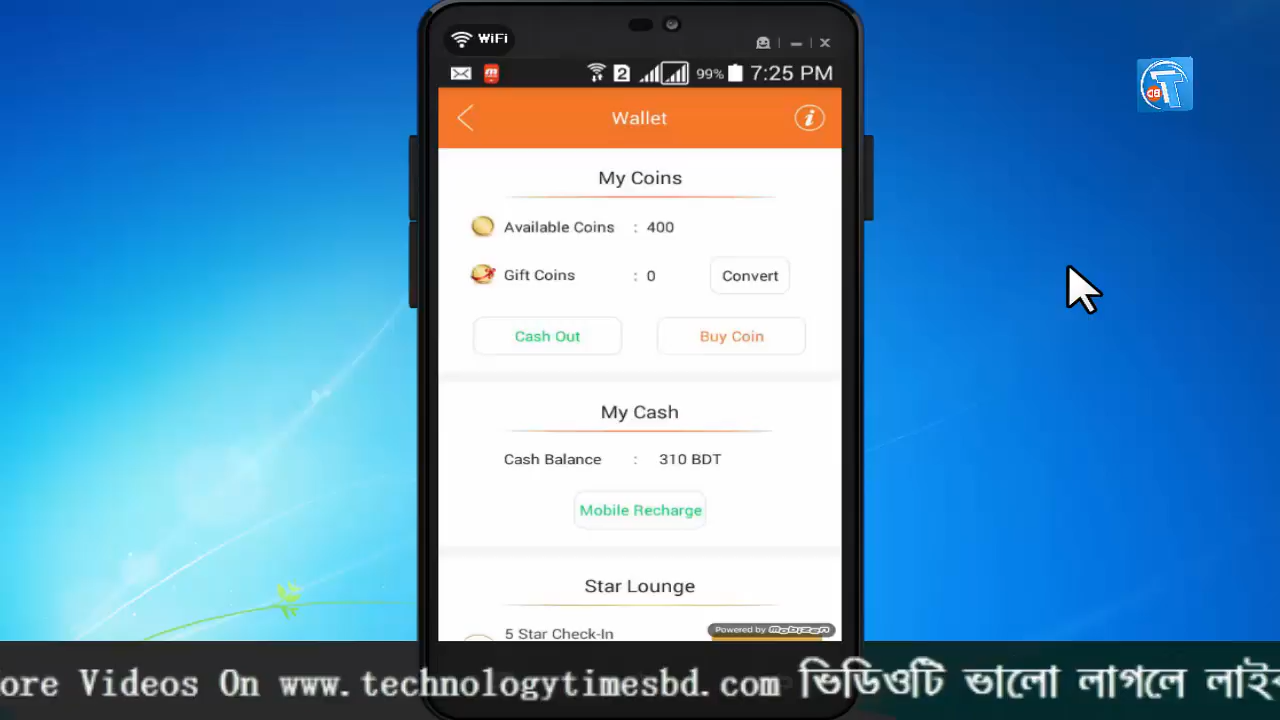 WiFi
2 99% 7:25 PM
Wallet
My Coins
Available Coins : 400
Gift Coins : 0 Convert
Cash Out Buy Coin
My Cash
Cash Balance : 310 BDT
Mobile Recharge
Star Lounge
5 Star Check-In
Powered by mobizen
ore Videos On www.technologytimesbd.com ভিডিওটি ভালো লাগলে